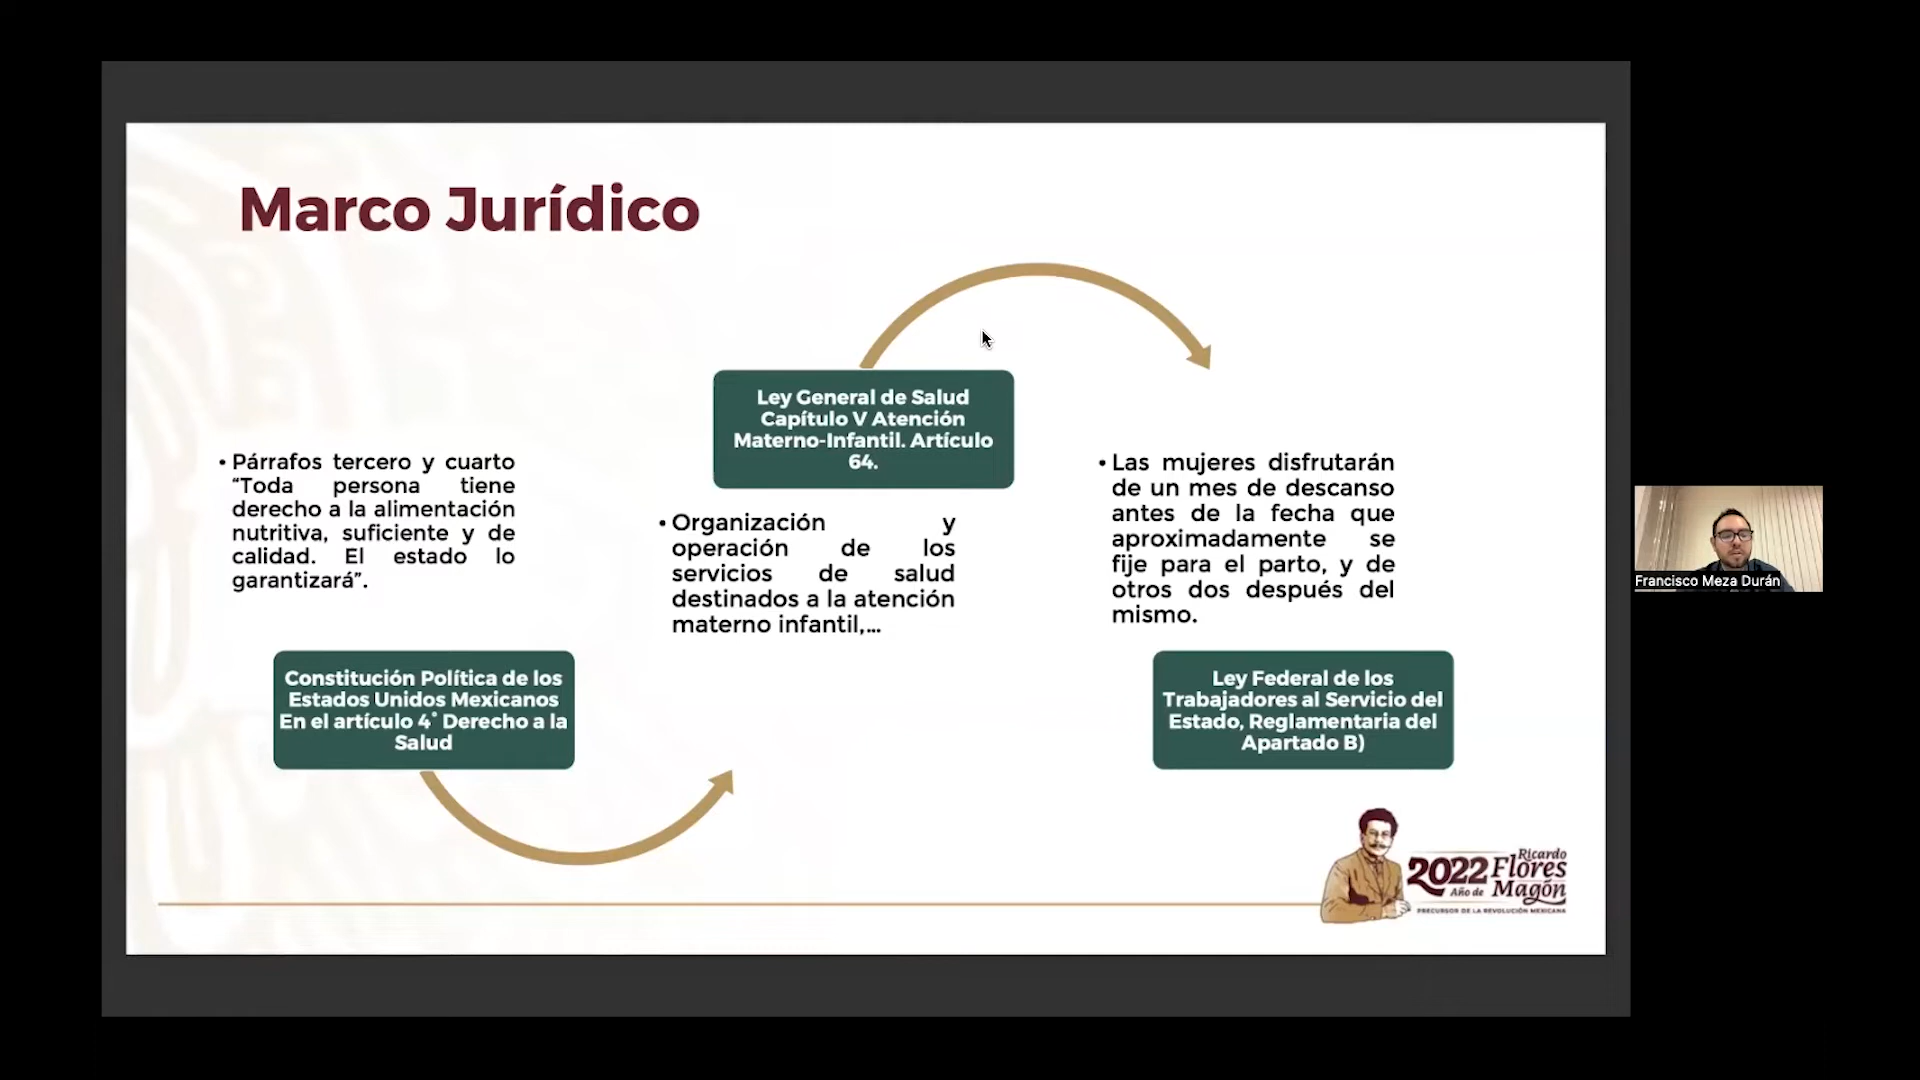 Marco Jurídico
• Párrafos tercero y cuarto
“Toda persona tiene
derecho a la alimentación
nutritiva, suficiente y de
calidad. El estado lo
garantizará”.
Constitución Política de los
Estados Unidos Mexicanos
En el artículo 4° Derecho a la
Salud
Ley General de Salud
Capítulo V Atención
Materno-Infantil. Artículo
64.
• Organización y
operación de los
servicios de salud
destinados a la atención
materno infantil,...
• Las mujeres disfrutarán
de un mes de descanso
antes de la fecha que
aproximadamente se
fije para el parto, y de
otros dos después del
mismo.
Ley Federal de los
Trabajadores al Servicio del
Estado, Reglamentaria del
Apartado B)
2022 Ricardo
Flores
Año de Magón
PRECURSOR DE LA REVOLUCIÓN MEXICANA
Francisco Meza Durán